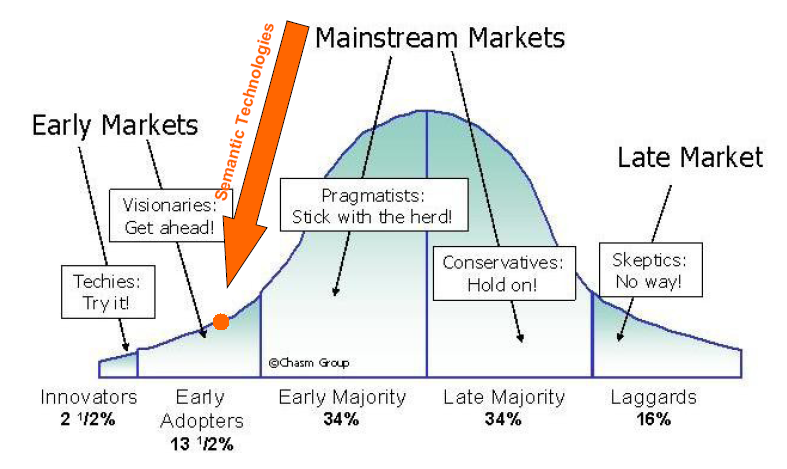 Semantic Technologies
Mainstream Markets
Early Markets
Late Market
Visionaries:
Get ahead!
Pragmatists:
Stick with the herd!
Techies:
Try it!
Conservatives:
Hold on!
Skeptics:
No way!
©Chasm Group
Innovators
2 1/2%
Early
Adopters
13 1/2%
Early Majority
34%
Late Majority
34%
Laggards
16%